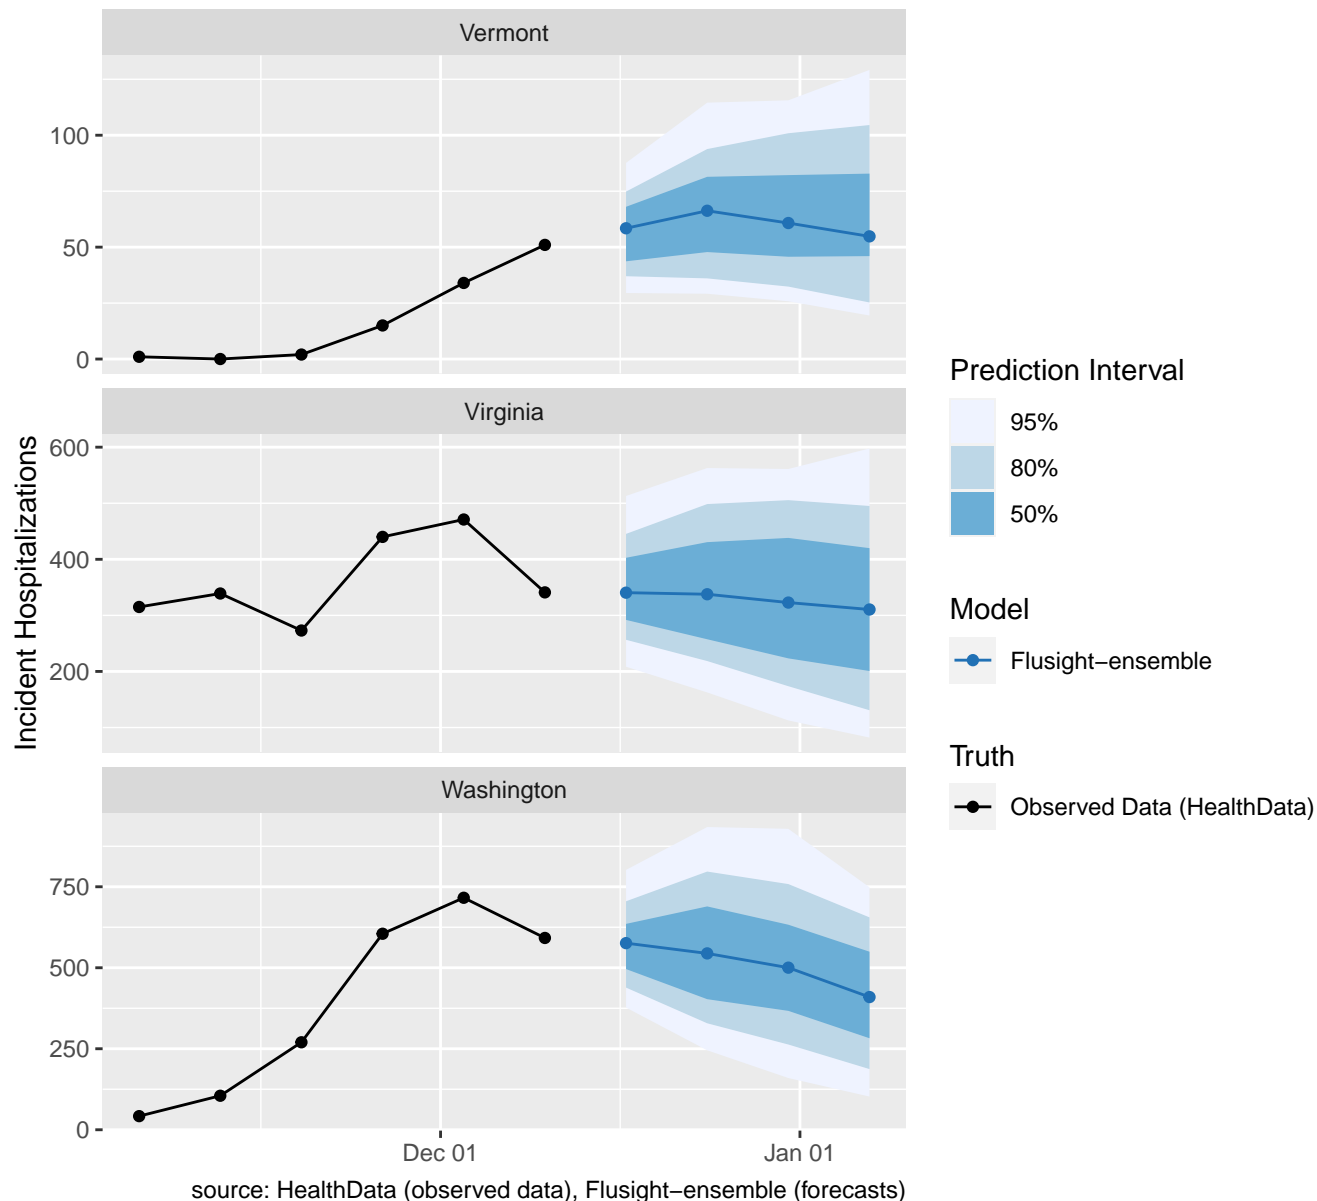 Vermont
100
50
0
Virginia
600
400
200
Washington
750
500
250
0
Dec 01
Jan 01
Incident Hospitalizations
source: HealthData (observed data), Flusight−ensemble (forecasts)
Prediction Interval
95%
80%
50%
Model
Flusight−ensemble
Truth
Observed Data (HealthData)